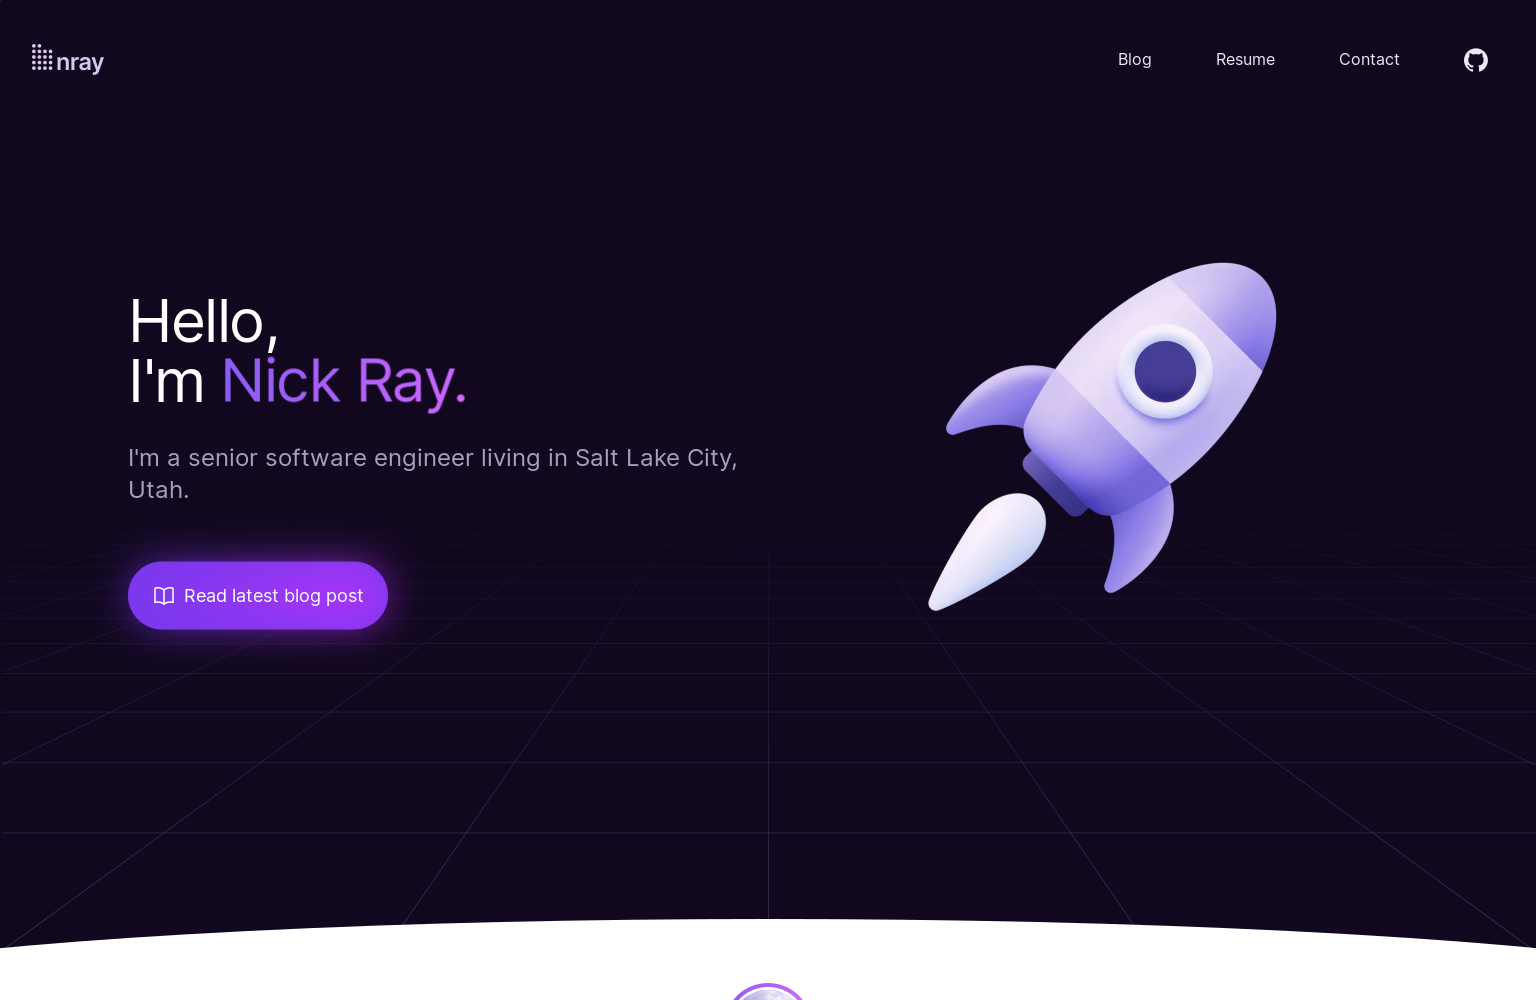 nray
Blog
Resume
Contact
Hello,
I'm Nick Ray.
I'm a senior software engineer living in Salt Lake City,
Utah.
Read latest blog post